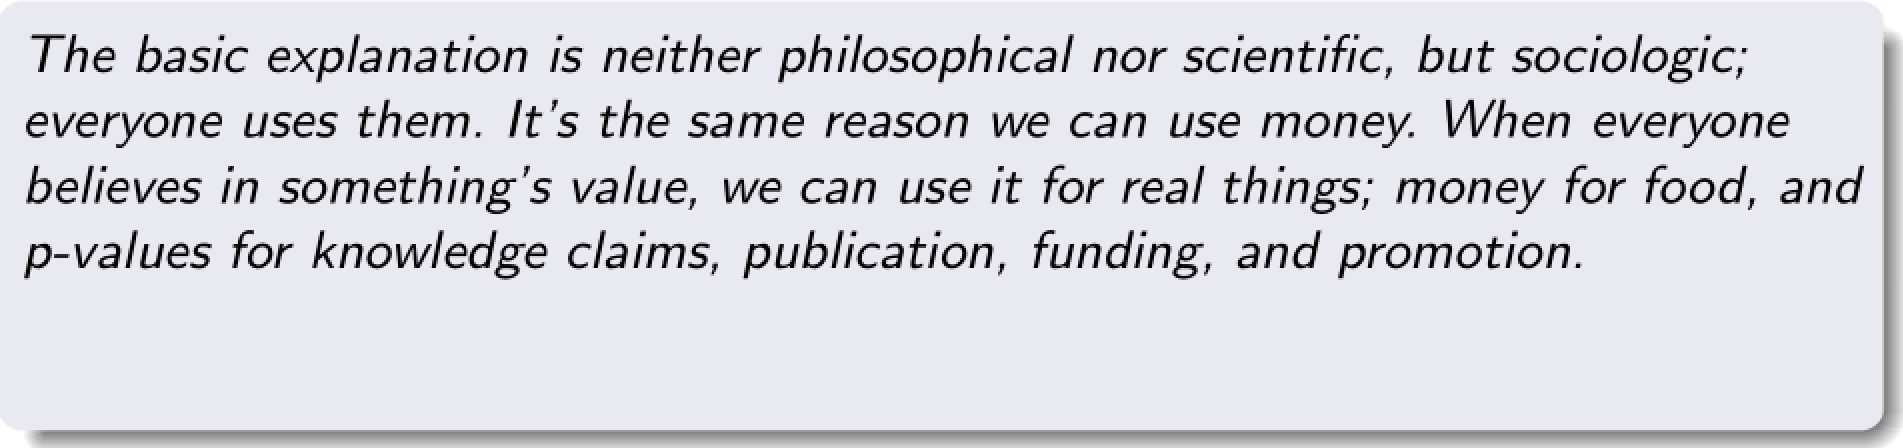 The basic explanation is neither philosophical nor scientific, but sociologic;
everyone uses them. It's the same reason we can use money. When everyone
believes in something's value, we can use it for real things; money for food, and
p-values for knowledge claims, publication, funding, and promotion.